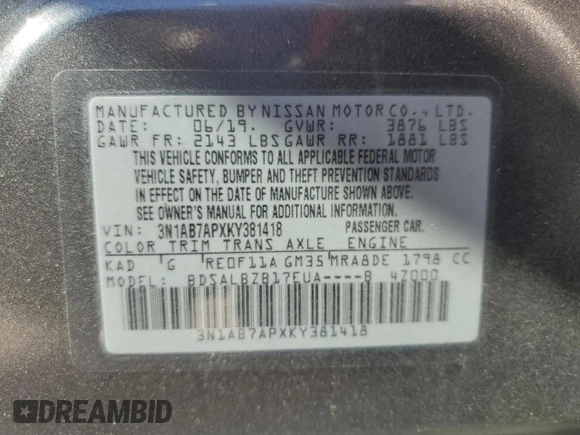 MANUFACTURED BY NISSAN MOTOR CO., LTD.
DATE: 06/19. GVWR: 3876 LBS
GAWR FR: 2143 LBS GAWR RR: 1881 LBS
THIS VEHICLE CONFORMS TO ALL APPLICABLE FEDERAL MOTOR
VEHICLE SAFETY, BUMPER AND THEFT PREVENTION STANDARDS
IN EFFECT ON THE DATE OF MANUFACTURE SHOWN ABOVE.
SEE OWNER'S MANUAL FOR ADDITIONAL INFORMATION.
VIN: 3N1AB7APXKY381418 PASSENGER CAR.
COLOR TRIM TRANS AXLE ENGINE
KAD G RE0F11A GM35 MRA8DE 1798 CC
MODEL: BDSALBZB17EUA----B 4Z000
3N1AB7APXKY381418
DREAMBID